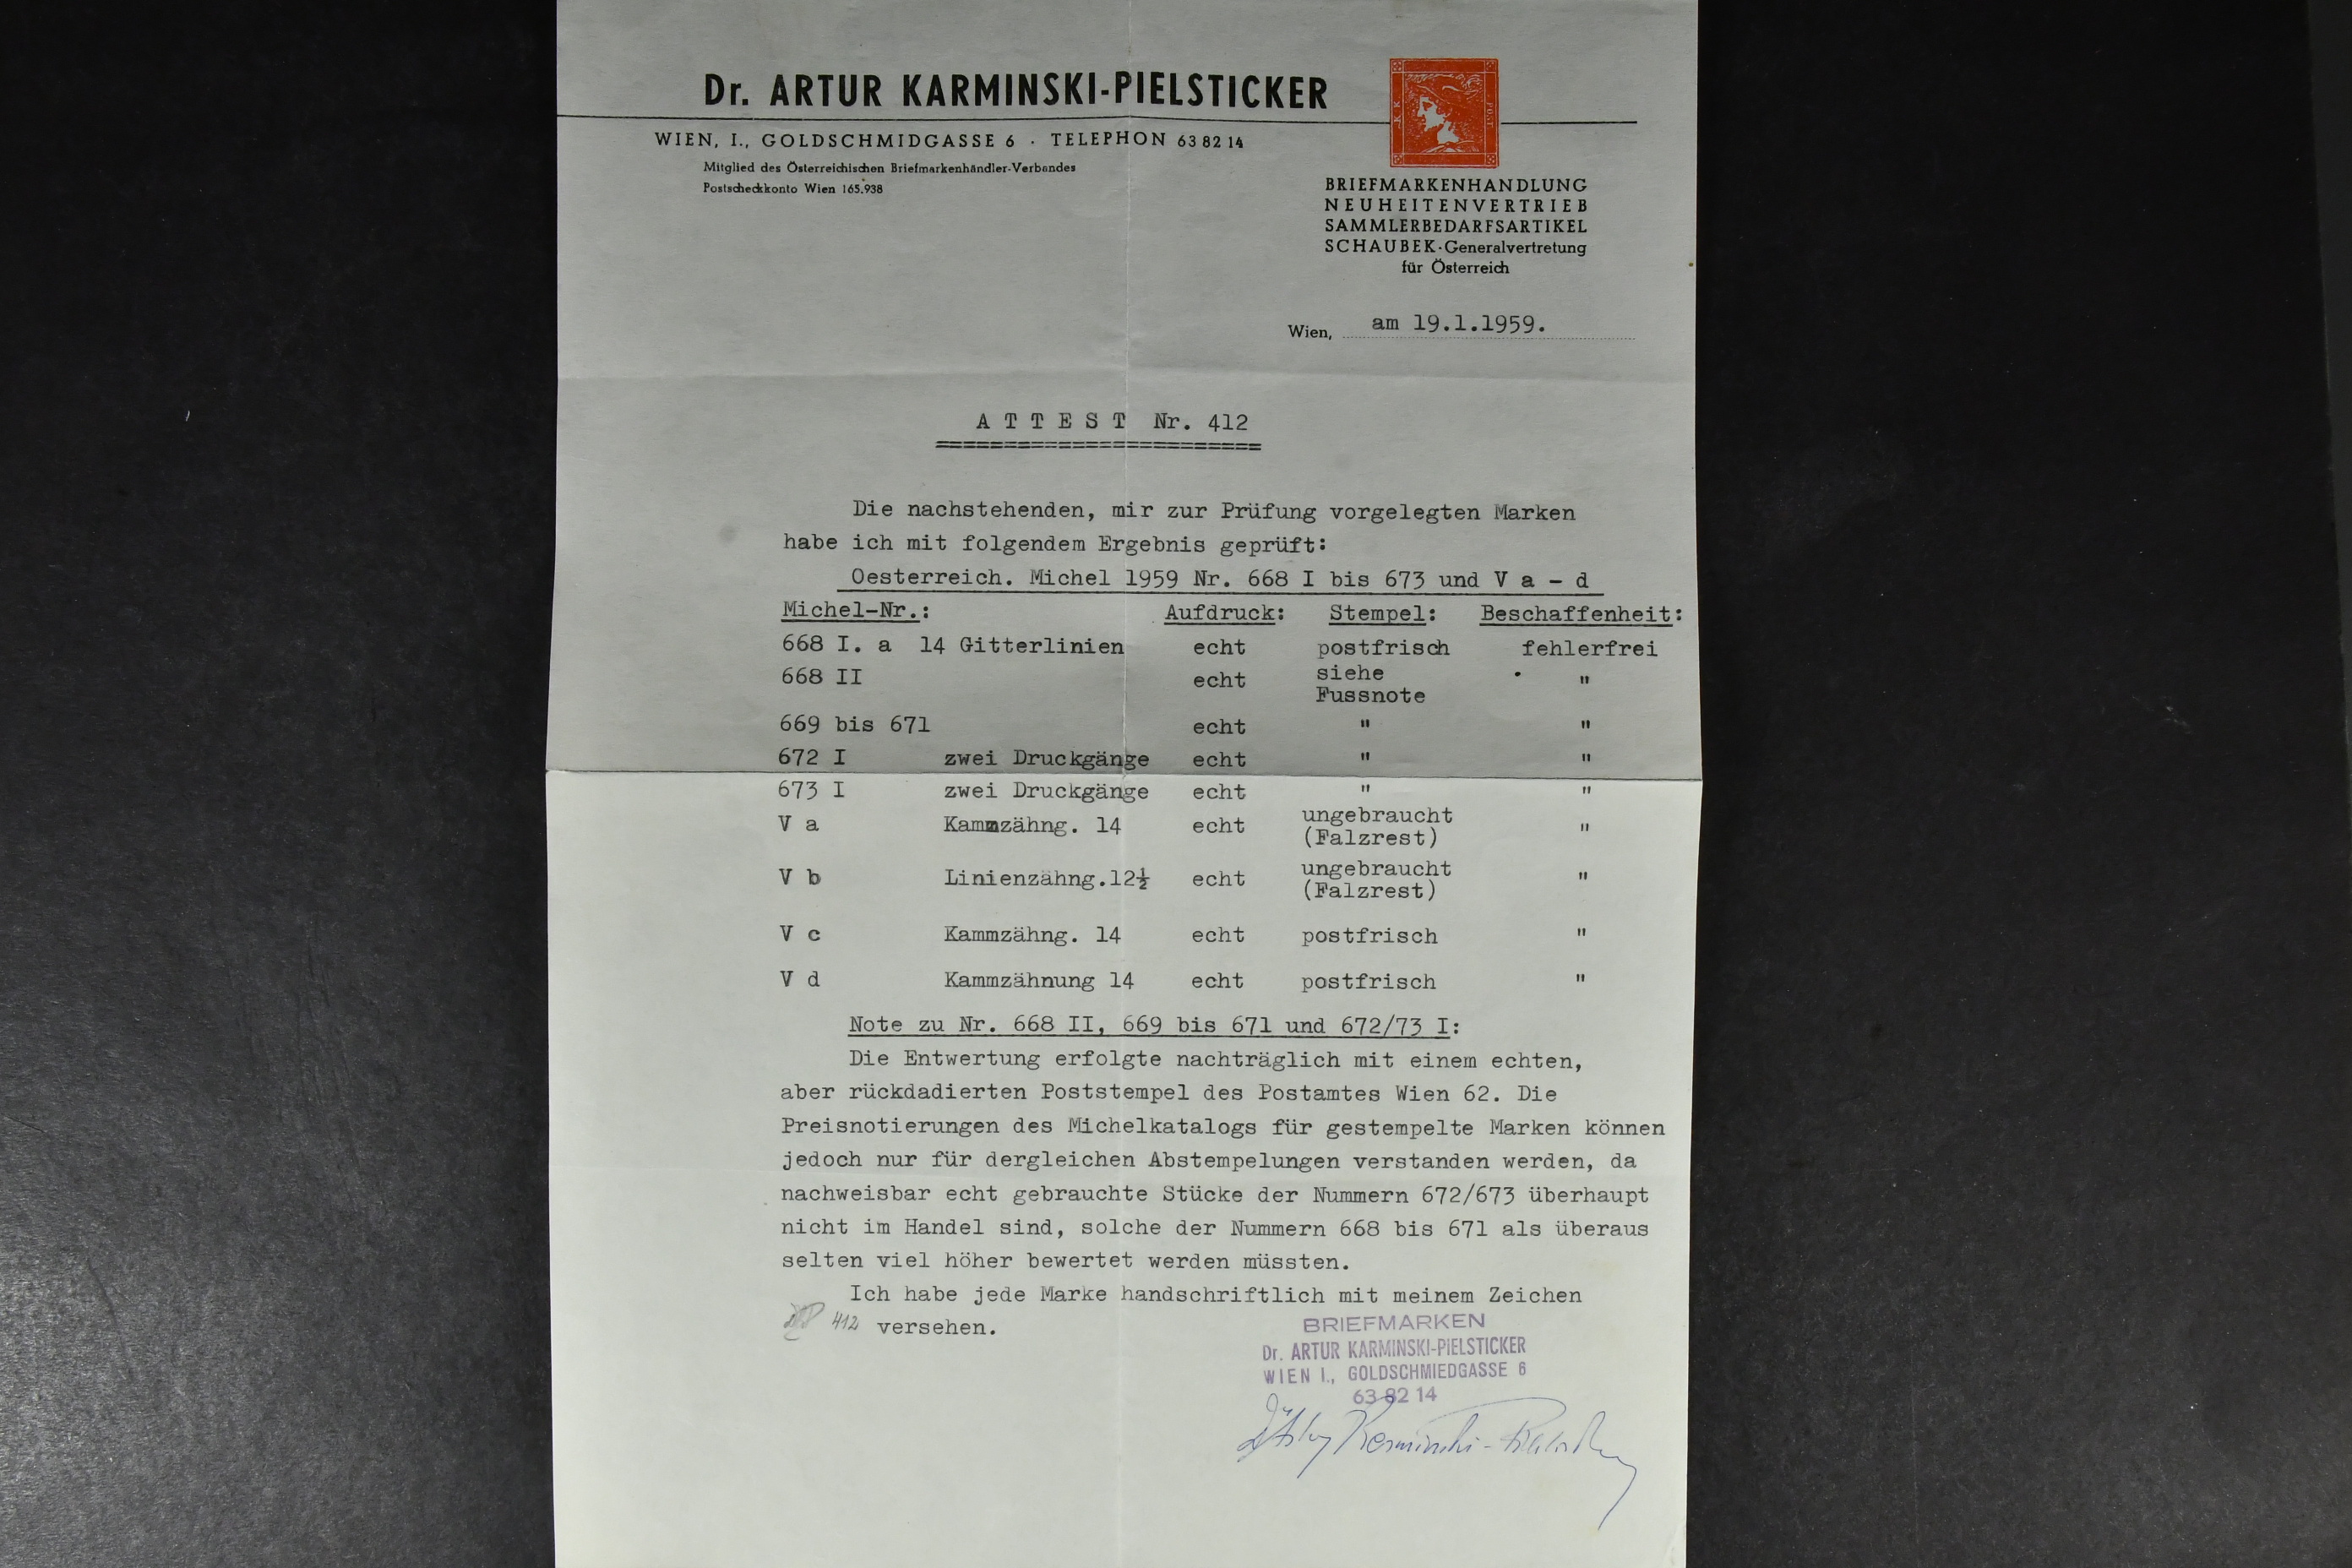 Dr. ARTUR KARMINSKI-PIELSTICKER
WIEN, I., GOLDSCHMIDGASSE 6 · TELEPHON 63 82 14
Mitglied des Österreichischen Briefmarkenhändler-Verbandes
Postscheckkonto Wien 165.938
BRIEFMARKENHANDLUNG
NEUHEITENVERTRIEB
SAMMLERBEDARFSARTIKEL
SCHAUBEK-Generalvertretung
für Österreich
Wien, am 19.1.1959.
A T T E S T Nr. 412
Die nachstehenden, mir zur Prüfung vorgelegten Marken
habe ich mit folgendem Ergebnis geprüft:
Oesterreich. Michel 1959 Nr. 668 I bis 673 und V a - d
Michel-Nr.: Aufdruck: Stempel: Beschaffenheit:
668 I. a 14 Gitterlinien echt postfrisch fehlerfrei
668 II echt siehe Fussnote "
669 bis 671 echt " "
672 I zwei Druckgänge echt " "
673 I zwei Druckgänge echt " "
V a Kammzähng. 14 echt ungebraucht (Falzrest) "
V b Linienzähng.12½ echt ungebraucht (Falzrest) "
V c Kammzähng. 14 echt postfrisch "
V d Kammzähnung 14 echt postfrisch "
Note zu Nr. 668 II, 669 bis 671 und 672/73 I:
Die Entwertung erfolgte nachträglich mit einem echten,
aber rückdadierten Poststempel des Postamtes Wien 62. Die
Preisnotierungen des Michelkatalogs für gestempelte Marken können
jedoch nur für dergleichen Abstempelungen verstanden werden, da
nachweisbar echt gebrauchte Stücke der Nummern 672/673 überhaupt
nicht im Handel sind, solche der Nummern 668 bis 671 als überaus
selten viel höher bewertet werden müssten.
Ich habe jede Marke handschriftlich mit meinem Zeichen
412 versehen.
BRIEFMARKEN
Dr. ARTUR KARMINSKI-PIELSTICKER
WIEN I., GOLDSCHMIEDGASSE 6
63 82 14